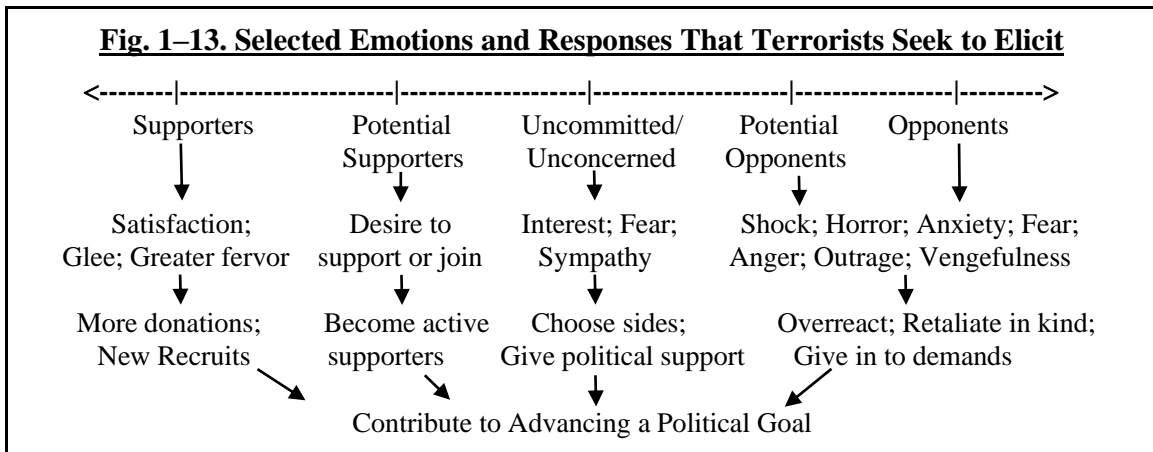 Fig. 1–13. Selected Emotions and Responses That Terrorists Seek to Elicit
<--------|--------------------|------------------|-------------------|---------------|-------->
Supporters Potential Uncommitted/ Potential Opponents
Supporters Unconcerned Opponents
Satisfaction; Desire to Interest; Fear; Shock; Horror; Anxiety; Fear;
Glee; Greater fervor support or join Sympathy Anger; Outrage; Vengefulness
More donations; Become active Choose sides; Overreact; Retaliate in kind;
New Recruits supporters Give political support Give in to demands
Contribute to Advancing a Political Goal